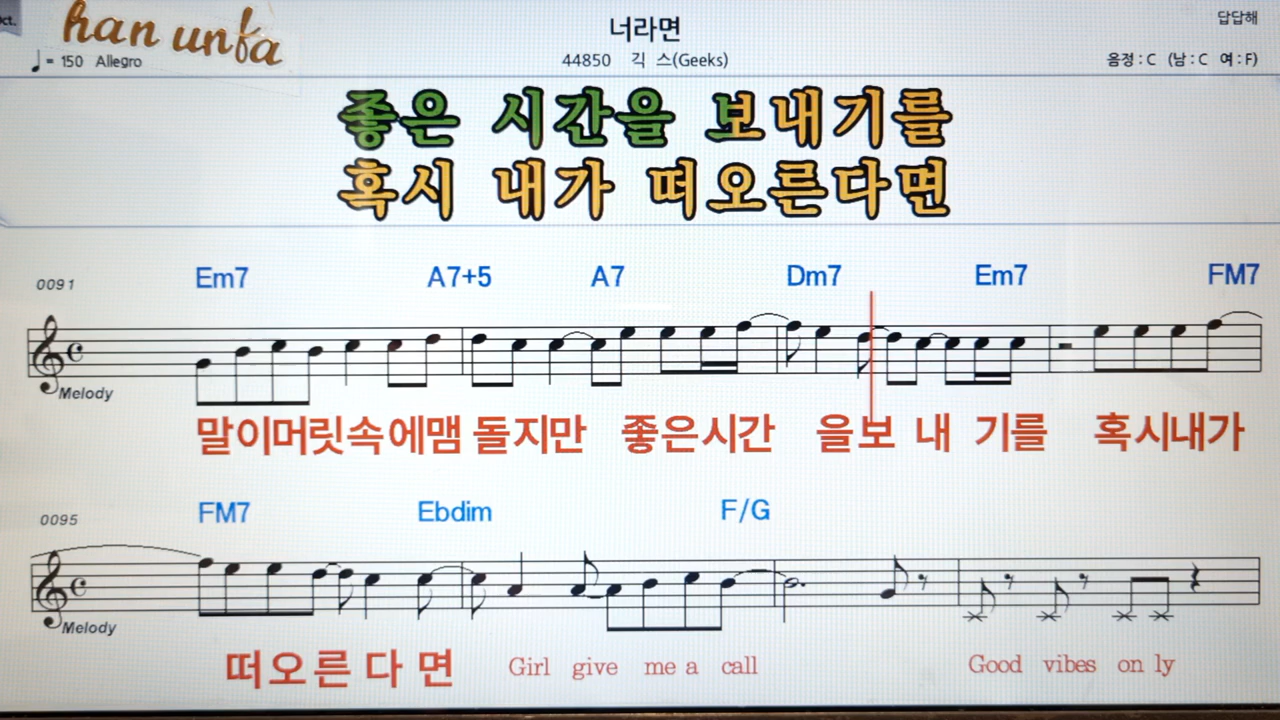 oct.
han unfa
너라면
답답해
♩= 150 Allegro
44850 긱 스(Geeks)
음정 : C (남 : C 여 : F)
좋은 시간을 보내기를
혹시 내가 떠오른다면
0091 Em7 A7+5 A7 Dm7 Em7 FM7
Melody
말이머릿속에맴 돌지만 좋은시간 을보 내 기를 혹시내가
0095 FM7 Ebdim F/G
Melody
떠오른 다 면 Girl give me a call Good vibes on ly